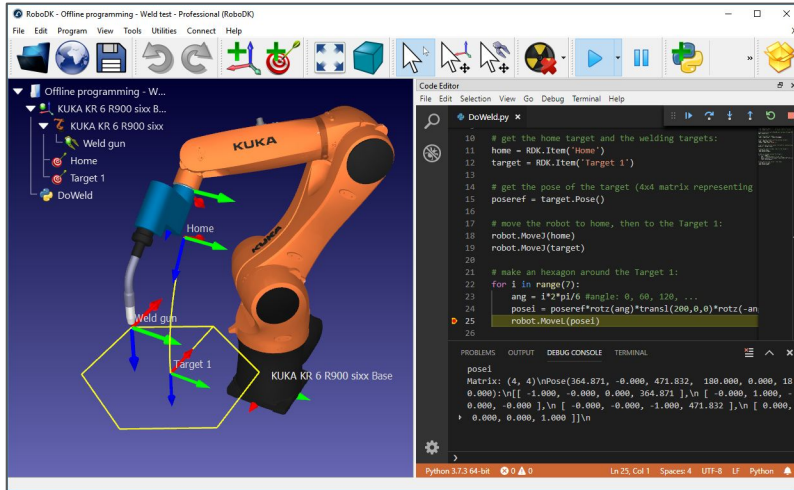 RoboDK - Offline programming - Weld test - Professional (RoboDK)
File Edit Program View Tools Utilities Connect Help
Offline programming - W...
KUKA KR 6 R900 sixx B...
KUKA KR 6 R900 sixx
Weld gun
Home
Target 1
DoWeld
KUKA
KUKA
Home
Weld gun
Target 1
KUKA KR 6 R900 sixx Base
Code Editor
File Edit Selection View Go Debug Terminal Help
DoWeld.py
10 # get the home target and the welding targets:
11 home = RDK.Item('Home')
12 target = RDK.Item('Target 1')
13
14 # get the pose of the target (4x4 matrix representing
15 poseref = target.Pose()
16
17 # move the robot to home, then to the Target 1:
18 robot.MoveJ(home)
19 robot.MoveJ(target)
20
21 # make an hexagon around the Target 1:
22 for i in range(7):
23 ang = i*2*pi/6 #angle: 0, 60, 120, ...
24 posei = poseref*rotz(ang)*transl(200,0,0)*rotz(-an
25 robot.MoveL(posei)
26
PROBLEMS OUTPUT DEBUG CONSOLE TERMINAL
posei
Matrix: (4, 4)\nPose(364.871, -0.000, 471.832, 180.000, 0.000, 18
0.000):\n[[ -1.000, -0.000, 0.000, 364.871 ],\n [ -0.000, 1.000, -
0.000, -0.000 ],\n [ -0.000, -0.000, -1.000, 471.832 ],\n [ 0.000,
0.000, 0.000, 1.000 ]]\n
Python 3.7.3 64-bit 0 0 Ln 25, Col 1 Spaces: 4 UTF-8 LF Python